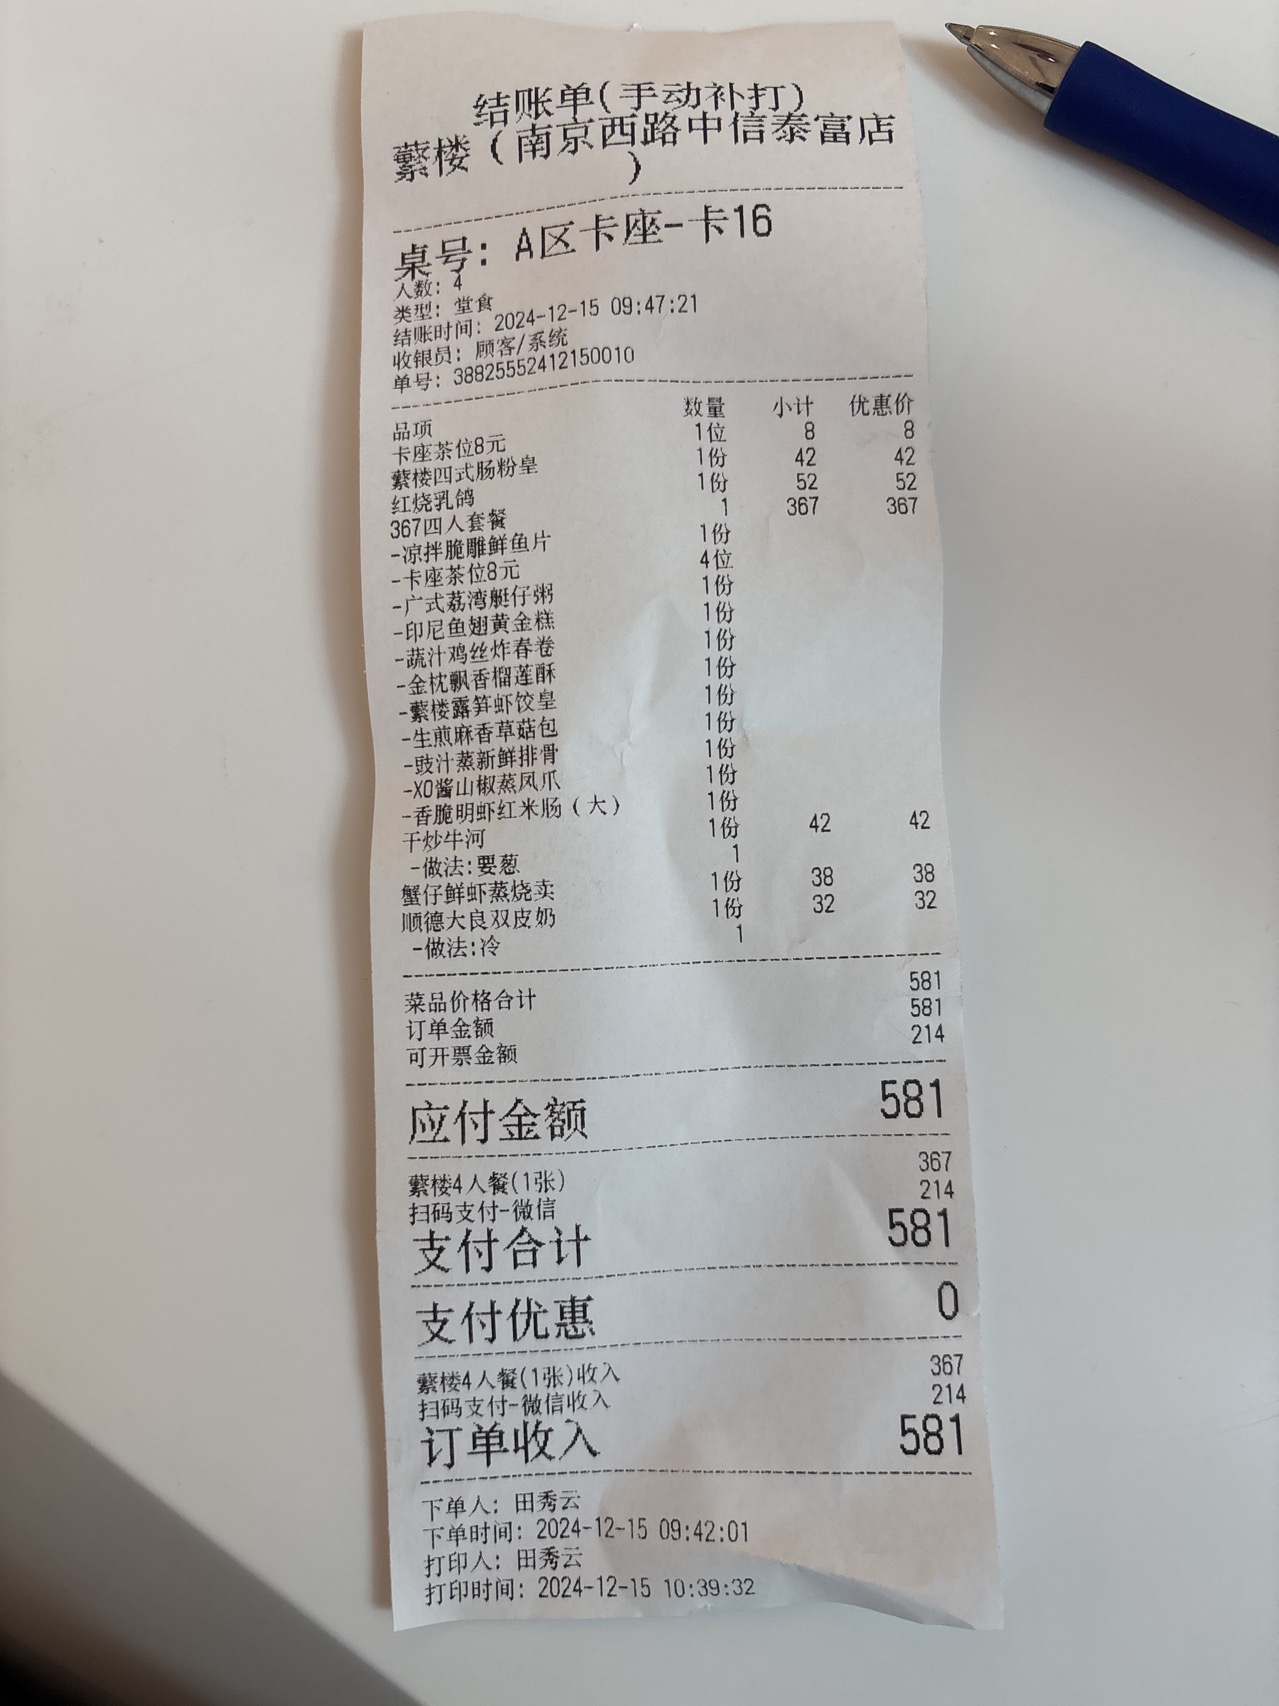 结账单(手动补打)
蘩楼（南京西路中信泰富店
）
桌号: A区卡座-卡16
人数: 4
类型: 堂食
结账时间: 2024-12-15 09:47:21
收银员: 顾客/系统
单号: 38825552412150010
品项 数量 小计 优惠价
卡座茶位8元 1位 8 8
蘩楼四式肠粉皇 1份 42 42
红烧乳鸽 1份 52 52
367四人套餐 1 367 367
-凉拌脆雕鲜鱼片 1份
-卡座茶位8元 4位
-广式荔湾艇仔粥 1份
-印尼鱼翅黄金糕 1份
-蔬汁鸡丝炸春卷 1份
-金枕飘香榴莲酥 1份
-蘩楼露笋虾饺皇 1份
-生煎麻香草菇包 1份
-豉汁蒸新鲜排骨 1份
-XO酱山椒蒸凤爪 1份
-香脆明虾红米肠（大） 1份
干炒牛河 1份 42 42
-做法:要葱 1
蟹仔鲜虾蒸烧卖 1份 38 38
顺德大良双皮奶 1份 32 32
-做法:冷 1
菜品价格合计 581
订单金额 581
可开票金额 214
应付金额 581
蘩楼4人餐(1张) 367
扫码支付-微信 214
支付合计 581
支付优惠 0
蘩楼4人餐(1张)收入 367
扫码支付-微信收入 214
订单收入 581
下单人: 田秀云
下单时间: 2024-12-15 09:42:01
打印人: 田秀云
打印时间: 2024-12-15 10:39:32